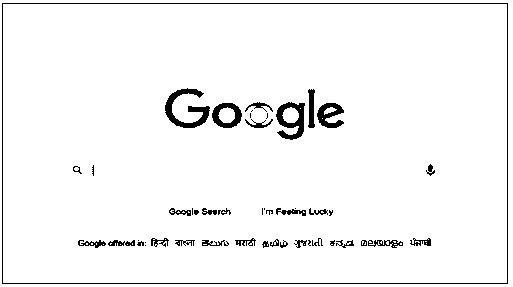 Google
Google Search I'm Feeling Lucky
Google offered in: हिन्दी বাংলা తెలుగు मराठी தமிழ் ગુજરાતી ಕನ್ನಡ മലയാളം ਪੰਜਾਬੀ